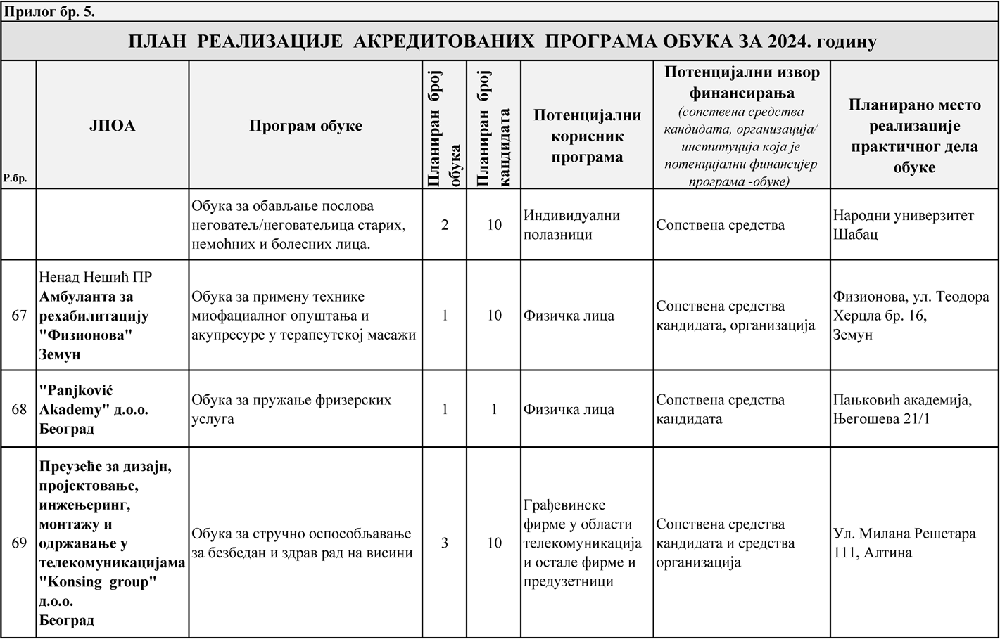 Прилог бр. 5.
ПЛАН РЕАЛИЗАЦИЈЕ АКРЕДИТОВАНИХ ПРОГРАМА ОБУКА ЗА 2024. годину
Р.бр.
ЈПОА
Програм обуке
Планиран број
обука
Планиран број
кандидата
Потенцијални
корисник
програма
Потенцијални извор
финансирања
(сопствена средства
кандидата, организација/
институција која је
потенцијални финансијер
програма -обуке)
Планирано место
реализације
практичног дела
обуке
Обука за обављање послова
неговатељ/неговатељица старих,
немоћних и болесних лица.
2
10
Индивидуални
полазници
Сопствена средства
Народни универзитет
Шабац
67
Ненад Нешић ПР
Амбуланта за
рехабилитацију
"Физионова"
Земун
Обука за примену технике
миофацијалног опуштања и
акупресуре у терапеутској масажи
1
10
Физичка лица
Сопствена средства
кандидата, организација
Физионова, ул. Теодора
Херцла бр. 16,
Земун
68
"Panjković
Akademy" д.о.о.
Београд
Обука за пружање фризерских
услуга
1
1
Физичка лица
Сопствена средства
кандидата
Пањковић академија,
Његошева 21/1
69
Преузеће за дизајн,
пројектовање,
инжењеринг,
монтажу и
одржавање у
телекомуникацијама
"Konsing group"
д.о.о.
Београд
Обука за стручно оспособљавање
за безбедан и здрав рад на висини
3
10
Грађевинске
фирме у области
телекомуникација
и остале фирме и
предузетници
Сопствена средства
кандидата и средства
организација
Ул. Милана Решетара
111, Алтина